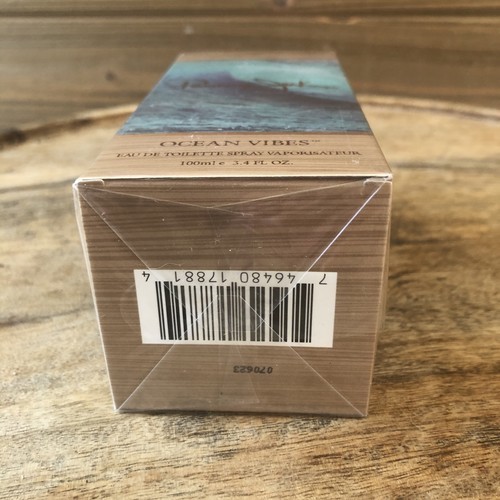 OCEAN VIBES™
EAU DE TOILETTE SPRAY VAPORISATEUR
100ml e 3.4 FL. OZ.
7 46480 17881 4
070623